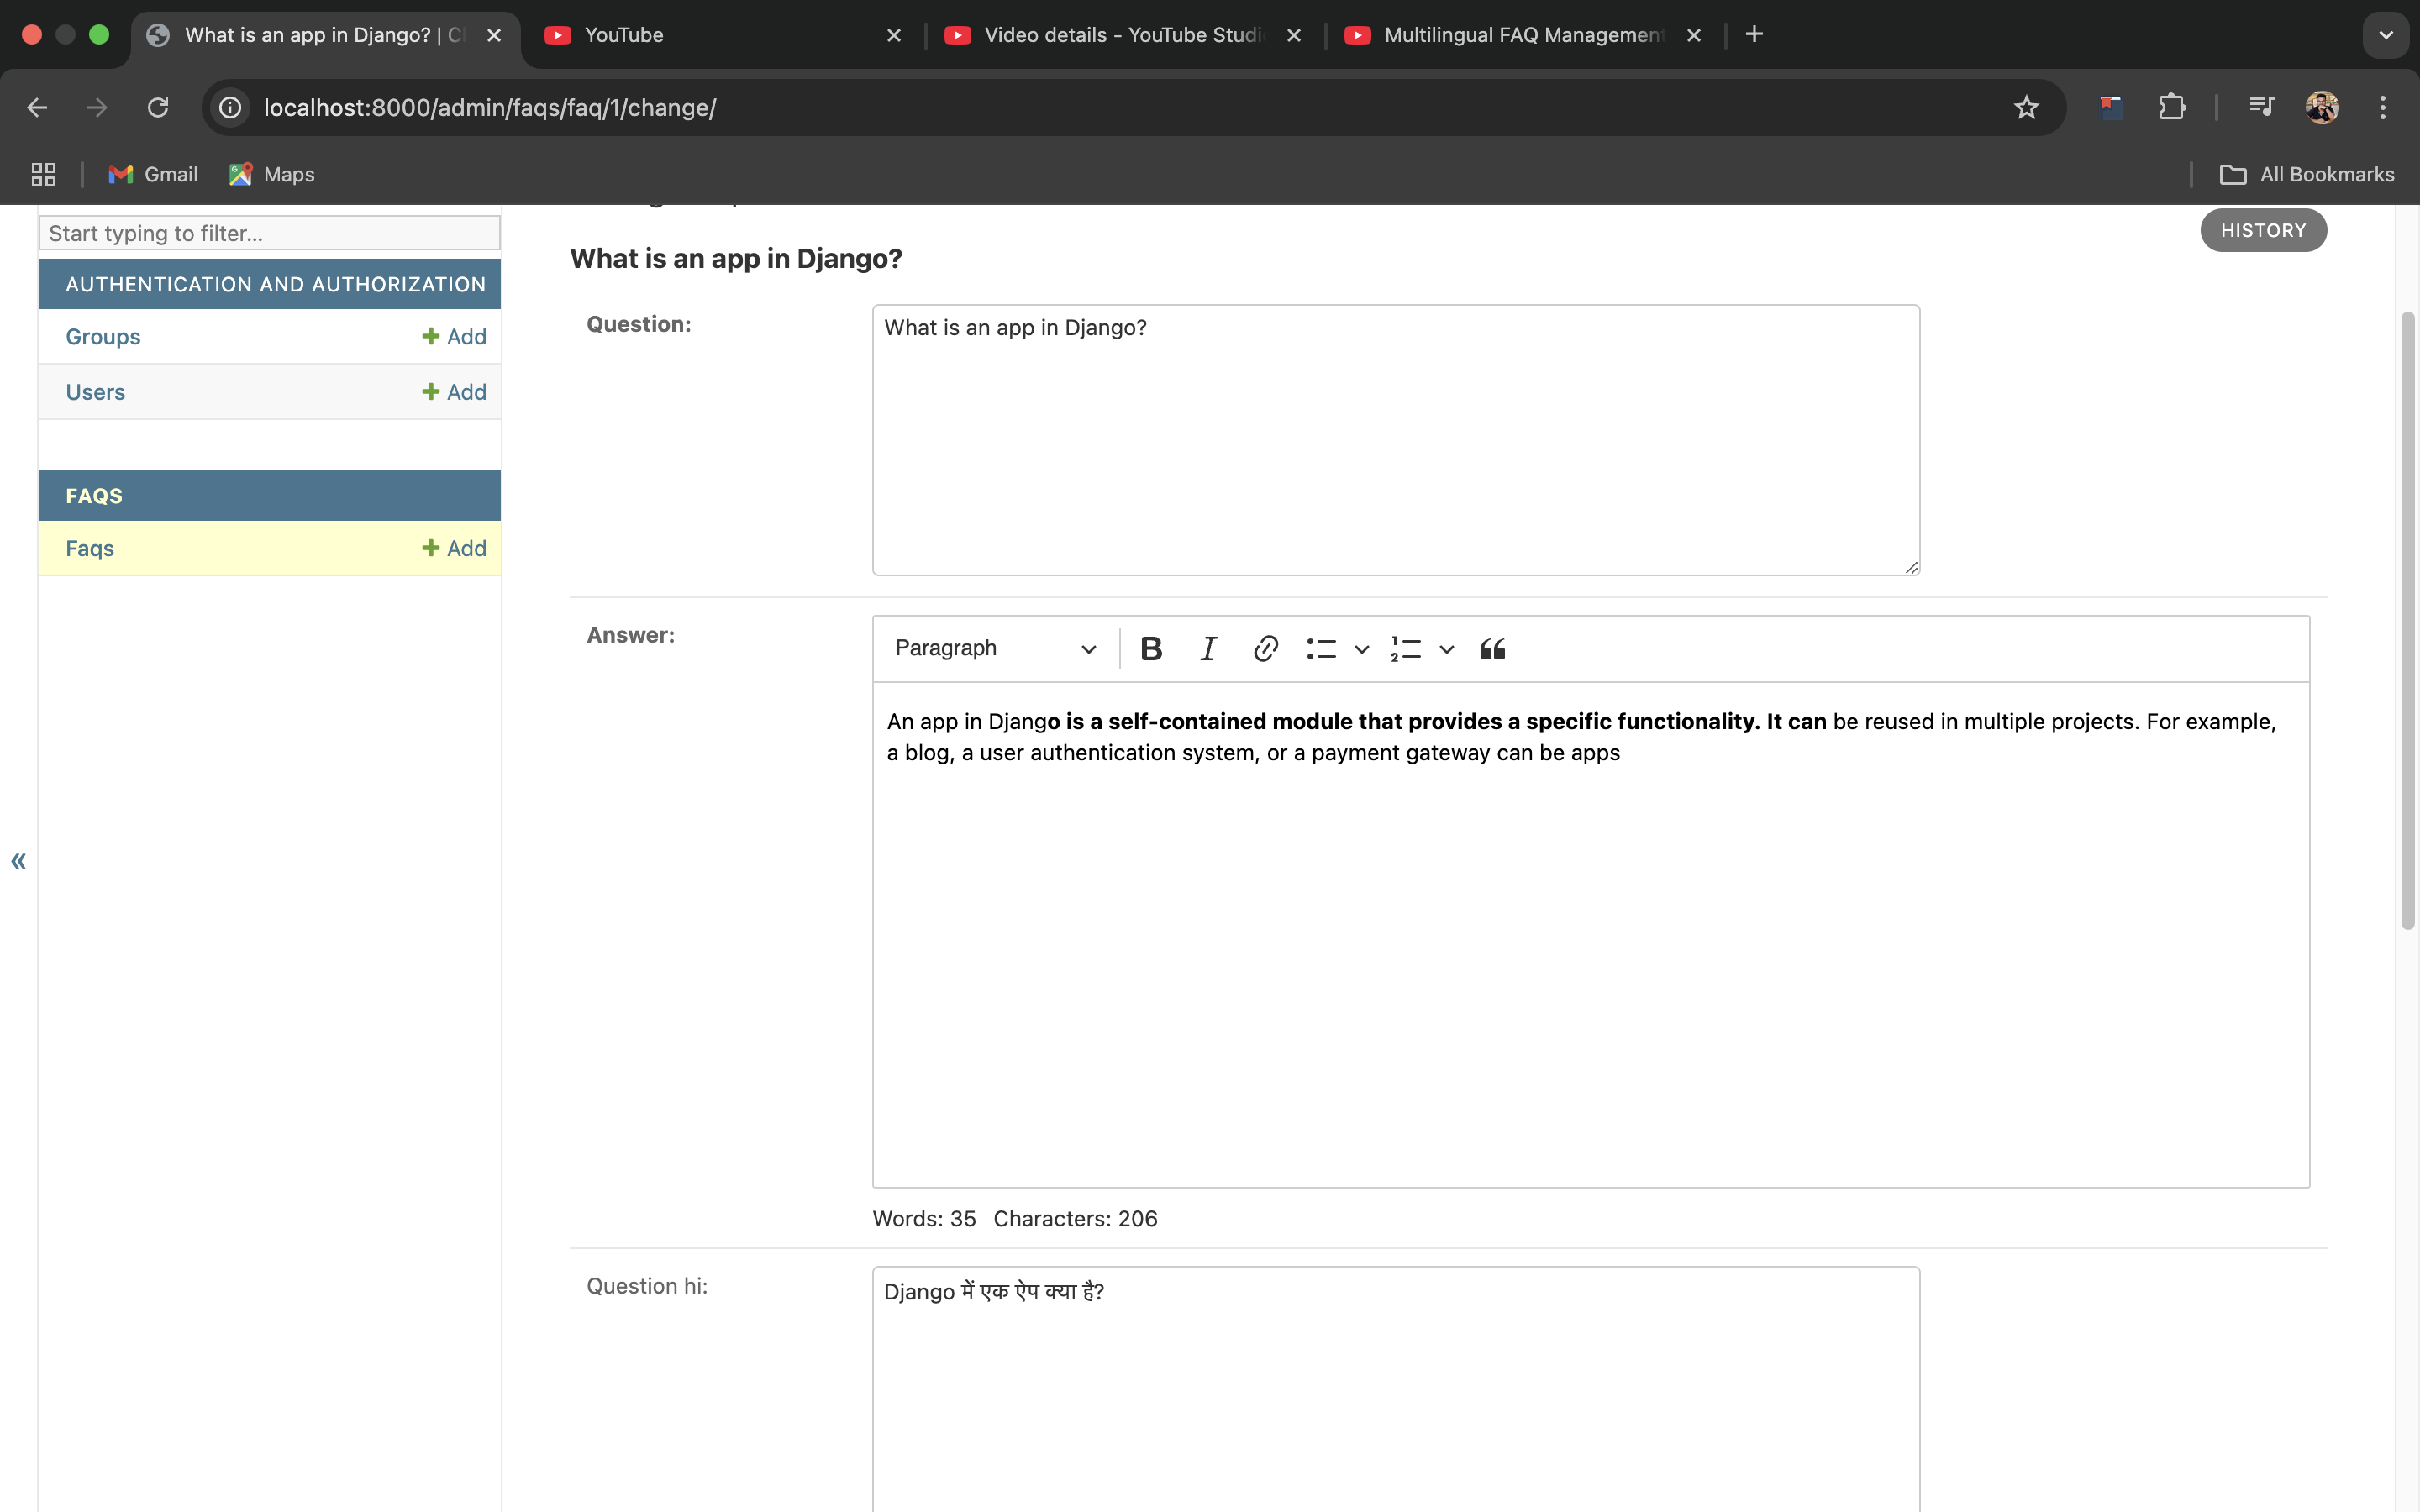 What is an app in Django? | C
YouTube
Video details - YouTube Studi
Multilingual FAQ Management
localhost:8000/admin/faqs/faq/1/change/
Gmail
Maps
All Bookmarks
Start typing to filter...
AUTHENTICATION AND AUTHORIZATION
Groups
Add
Users
Add
FAQS
Faqs
Add
HISTORY
What is an app in Django?
Question:
What is an app in Django?
Answer:
Paragraph
An app in Django is a self-contained module that provides a specific functionality. It can be reused in multiple projects. For example,
a blog, a user authentication system, or a payment gateway can be apps
Words: 35 Characters: 206
Question hi:
Django में एक ऐप क्या है?